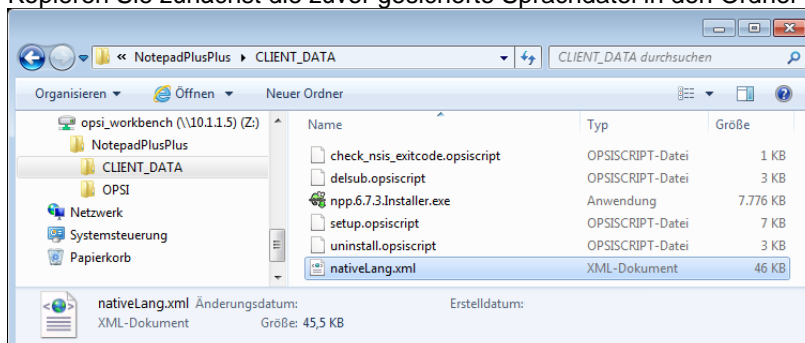 Kopieren Sie zunächst die zuvor gesicherte Sprachdatei in den Ordner
« NotepadPlusPlus ▸ CLIENT_DATA
CLIENT_DATA durchsuchen
Organisieren Öffnen Neuer Ordner
opsi_workbench (\\10.1.1.5) (Z:)
NotepadPlusPlus
CLIENT_DATA
OPSI
Netzwerk
Systemsteuerung
Papierkorb
Name Typ Größe
check_nsis_exitcode.opsiscript OPSISCRIPT-Datei 1 KB
delsub.opsiscript OPSISCRIPT-Datei 3 KB
npp.6.7.3.Installer.exe Anwendung 7.776 KB
setup.opsiscript OPSISCRIPT-Datei 7 KB
uninstall.opsiscript OPSISCRIPT-Datei 3 KB
nativeLang.xml XML-Dokument 46 KB
nativeLang.xml Änderungsdatum: Erstelldatum:
XML-Dokument Größe: 45,5 KB